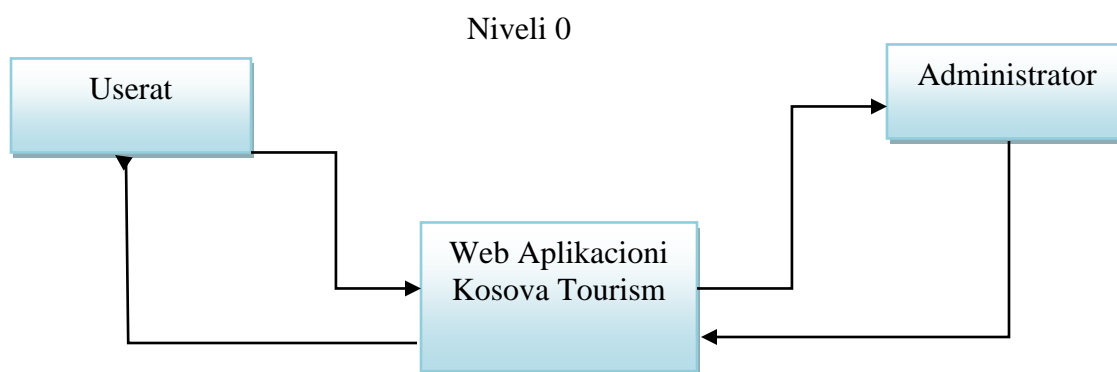 Niveli 0
Userat
Administrator
Web Aplikacioni
Kosova Tourism